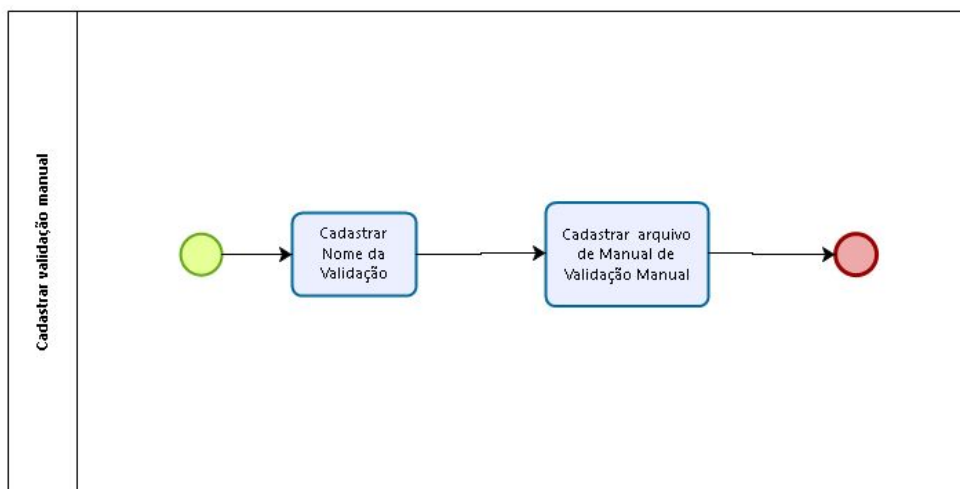 Cadastrar validação manual
Cadastrar
Nome da
Validação
Cadastrar arquivo
de Manual de
Validação Manual